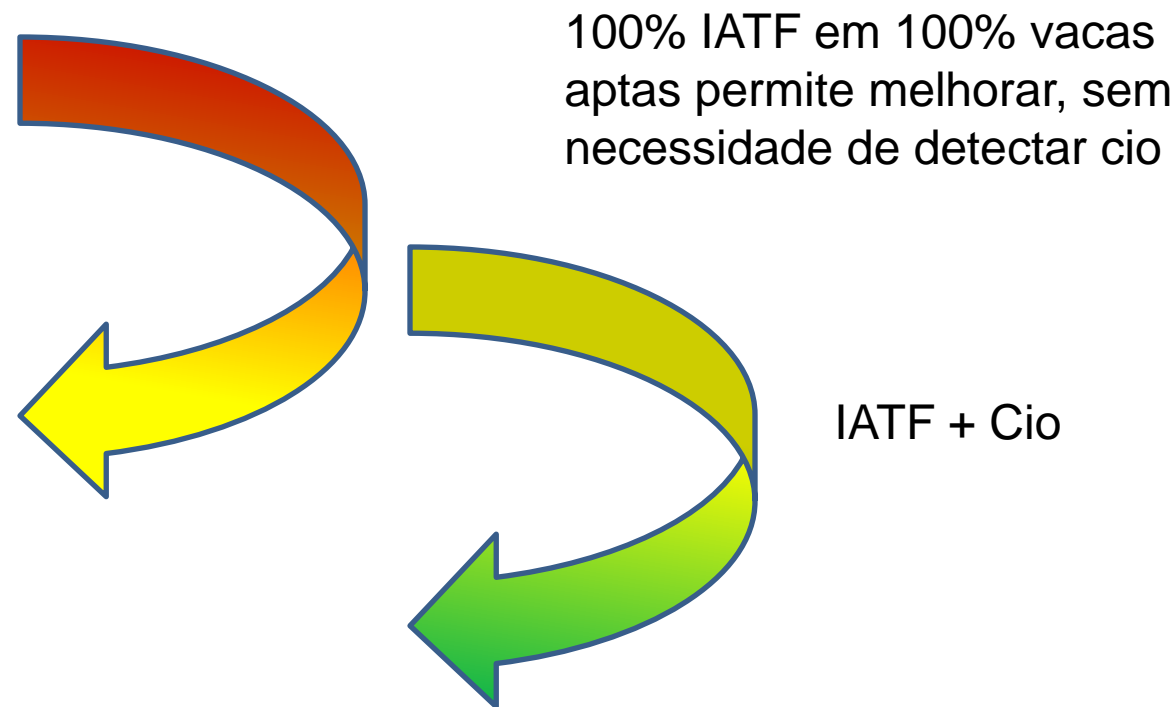 100% IATF em 100% vacas
aptas permite melhorar, sem
necessidade de detectar cio
IATF + Cio